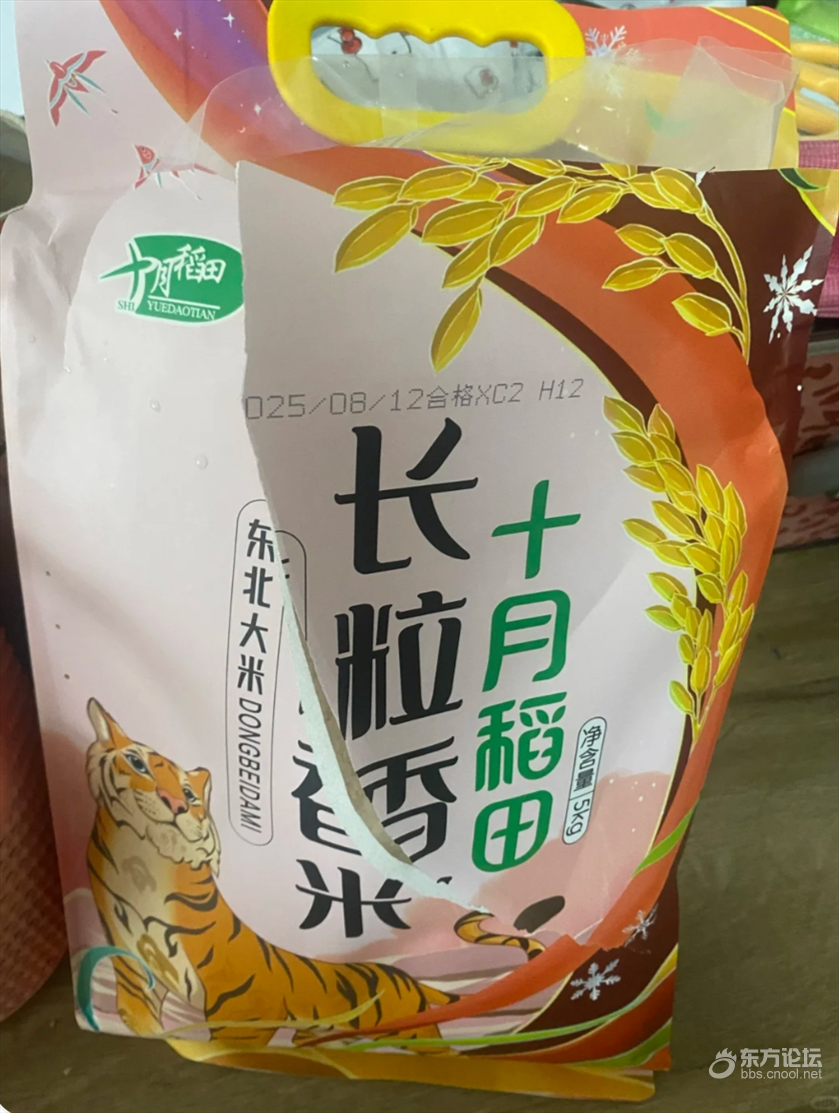 十月稻田
SHI YUEDAOTIAN
025/08/12合格XC2 H12
十月稻田
长粒香米
东北大米 DONGBEIDAMI
净含量 5kg
东方论坛
bbs.cnool.net